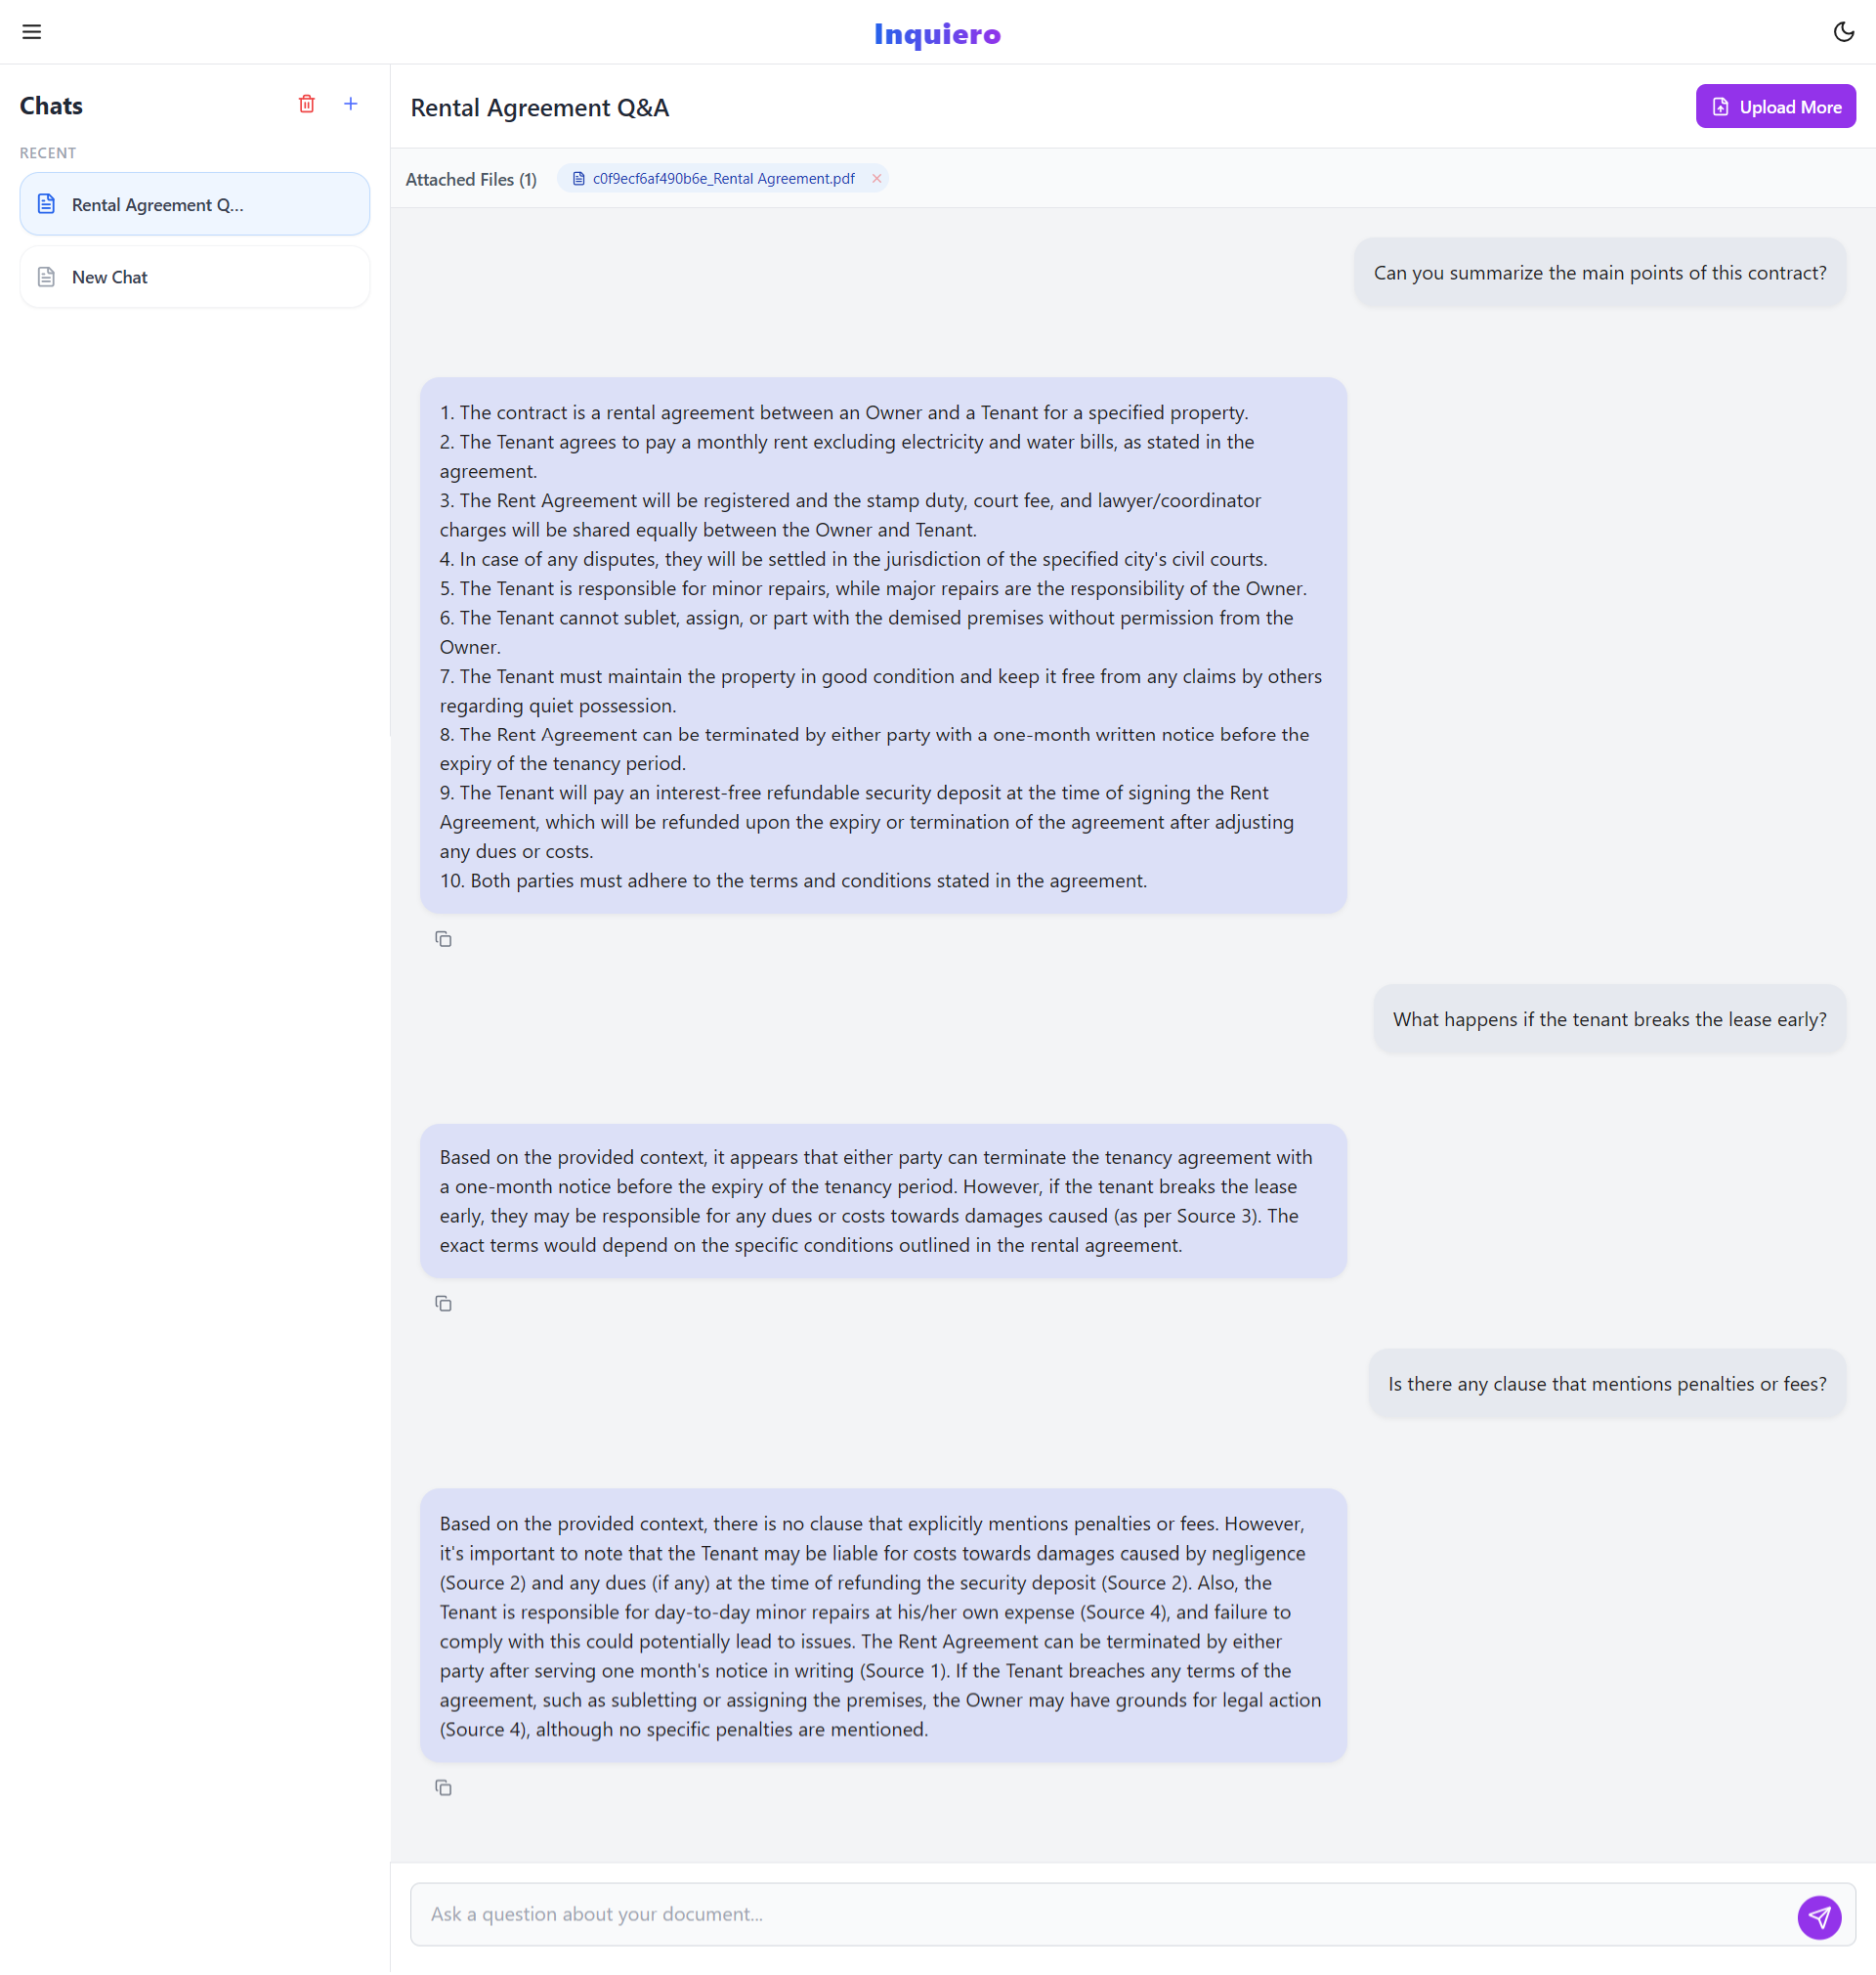 Inquiero
Chats
RECENT
Rental Agreement Q...
New Chat
Rental Agreement Q&A
Upload More
Attached Files (1)
c0f9ecf6af490b6e_Rental Agreement.pdf
Can you summarize the main points of this contract?
1. The contract is a rental agreement between an Owner and a Tenant for a specified property.
2. The Tenant agrees to pay a monthly rent excluding electricity and water bills, as stated in the
agreement.
3. The Rent Agreement will be registered and the stamp duty, court fee, and lawyer/coordinator
charges will be shared equally between the Owner and Tenant.
4. In case of any disputes, they will be settled in the jurisdiction of the specified city's civil courts.
5. The Tenant is responsible for minor repairs, while major repairs are the responsibility of the Owner.
6. The Tenant cannot sublet, assign, or part with the demised premises without permission from the
Owner.
7. The Tenant must maintain the property in good condition and keep it free from any claims by others
regarding quiet possession.
8. The Rent Agreement can be terminated by either party with a one-month written notice before the
expiry of the tenancy period.
9. The Tenant will pay an interest-free refundable security deposit at the time of signing the Rent
Agreement, which will be refunded upon the expiry or termination of the agreement after adjusting
any dues or costs.
10. Both parties must adhere to the terms and conditions stated in the agreement.
What happens if the tenant breaks the lease early?
Based on the provided context, it appears that either party can terminate the tenancy agreement with
a one-month notice before the expiry of the tenancy period. However, if the tenant breaks the lease
early, they may be responsible for any dues or costs towards damages caused (as per Source 3). The
exact terms would depend on the specific conditions outlined in the rental agreement.
Is there any clause that mentions penalties or fees?
Based on the provided context, there is no clause that explicitly mentions penalties or fees. However,
it's important to note that the Tenant may be liable for costs towards damages caused by negligence
(Source 2) and any dues (if any) at the time of refunding the security deposit (Source 2). Also, the
Tenant is responsible for day-to-day minor repairs at his/her own expense (Source 4), and failure to
comply with this could potentially lead to issues. The Rent Agreement can be terminated by either
party after serving one month's notice in writing (Source 1). If the Tenant breaches any terms of the
agreement, such as subletting or assigning the premises, the Owner may have grounds for legal action
(Source 4), although no specific penalties are mentioned.
Ask a question about your document...